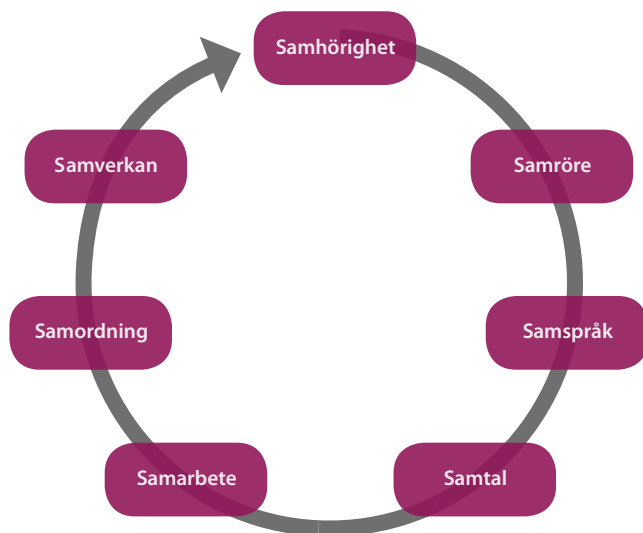 Samhörighet
Samröre
Samspråk
Samtal
Samarbete
Samordning
Samverkan